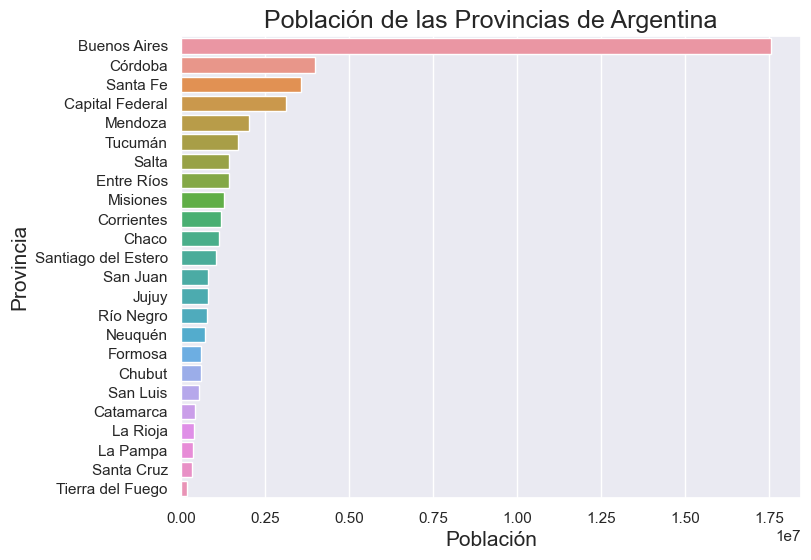 Población de las Provincias de Argentina
Provincia
Buenos Aires
Córdoba
Santa Fe
Capital Federal
Mendoza
Tucumán
Salta
Entre Ríos
Misiones
Corrientes
Chaco
Santiago del Estero
San Juan
Jujuy
Río Negro
Neuquén
Formosa
Chubut
San Luis
Catamarca
La Rioja
La Pampa
Santa Cruz
Tierra del Fuego
0.00 0.25 0.50 0.75 1.00 1.25 1.50 1.75
1e7
Población